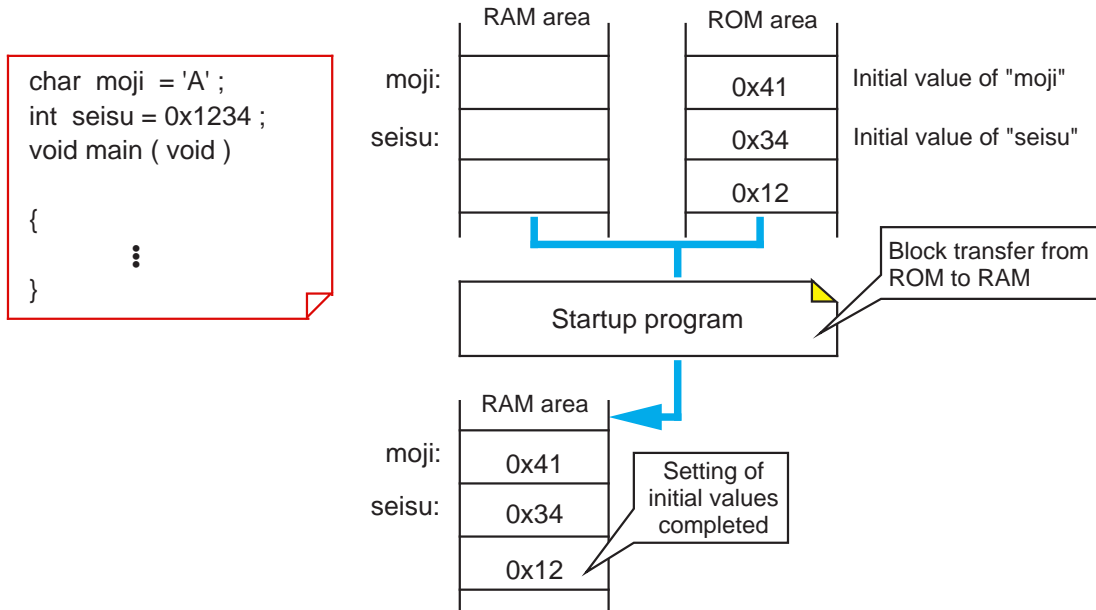 char moji = 'A' ;
int seisu = 0x1234 ;
void main ( void )
{
}
RAM area
ROM area
moji:
0x41
Initial value of "moji"
seisu:
0x34
Initial value of "seisu"
0x12
Block transfer from
ROM to RAM
Startup program
RAM area
moji:
0x41
seisu:
0x34
0x12
Setting of
initial values
completed